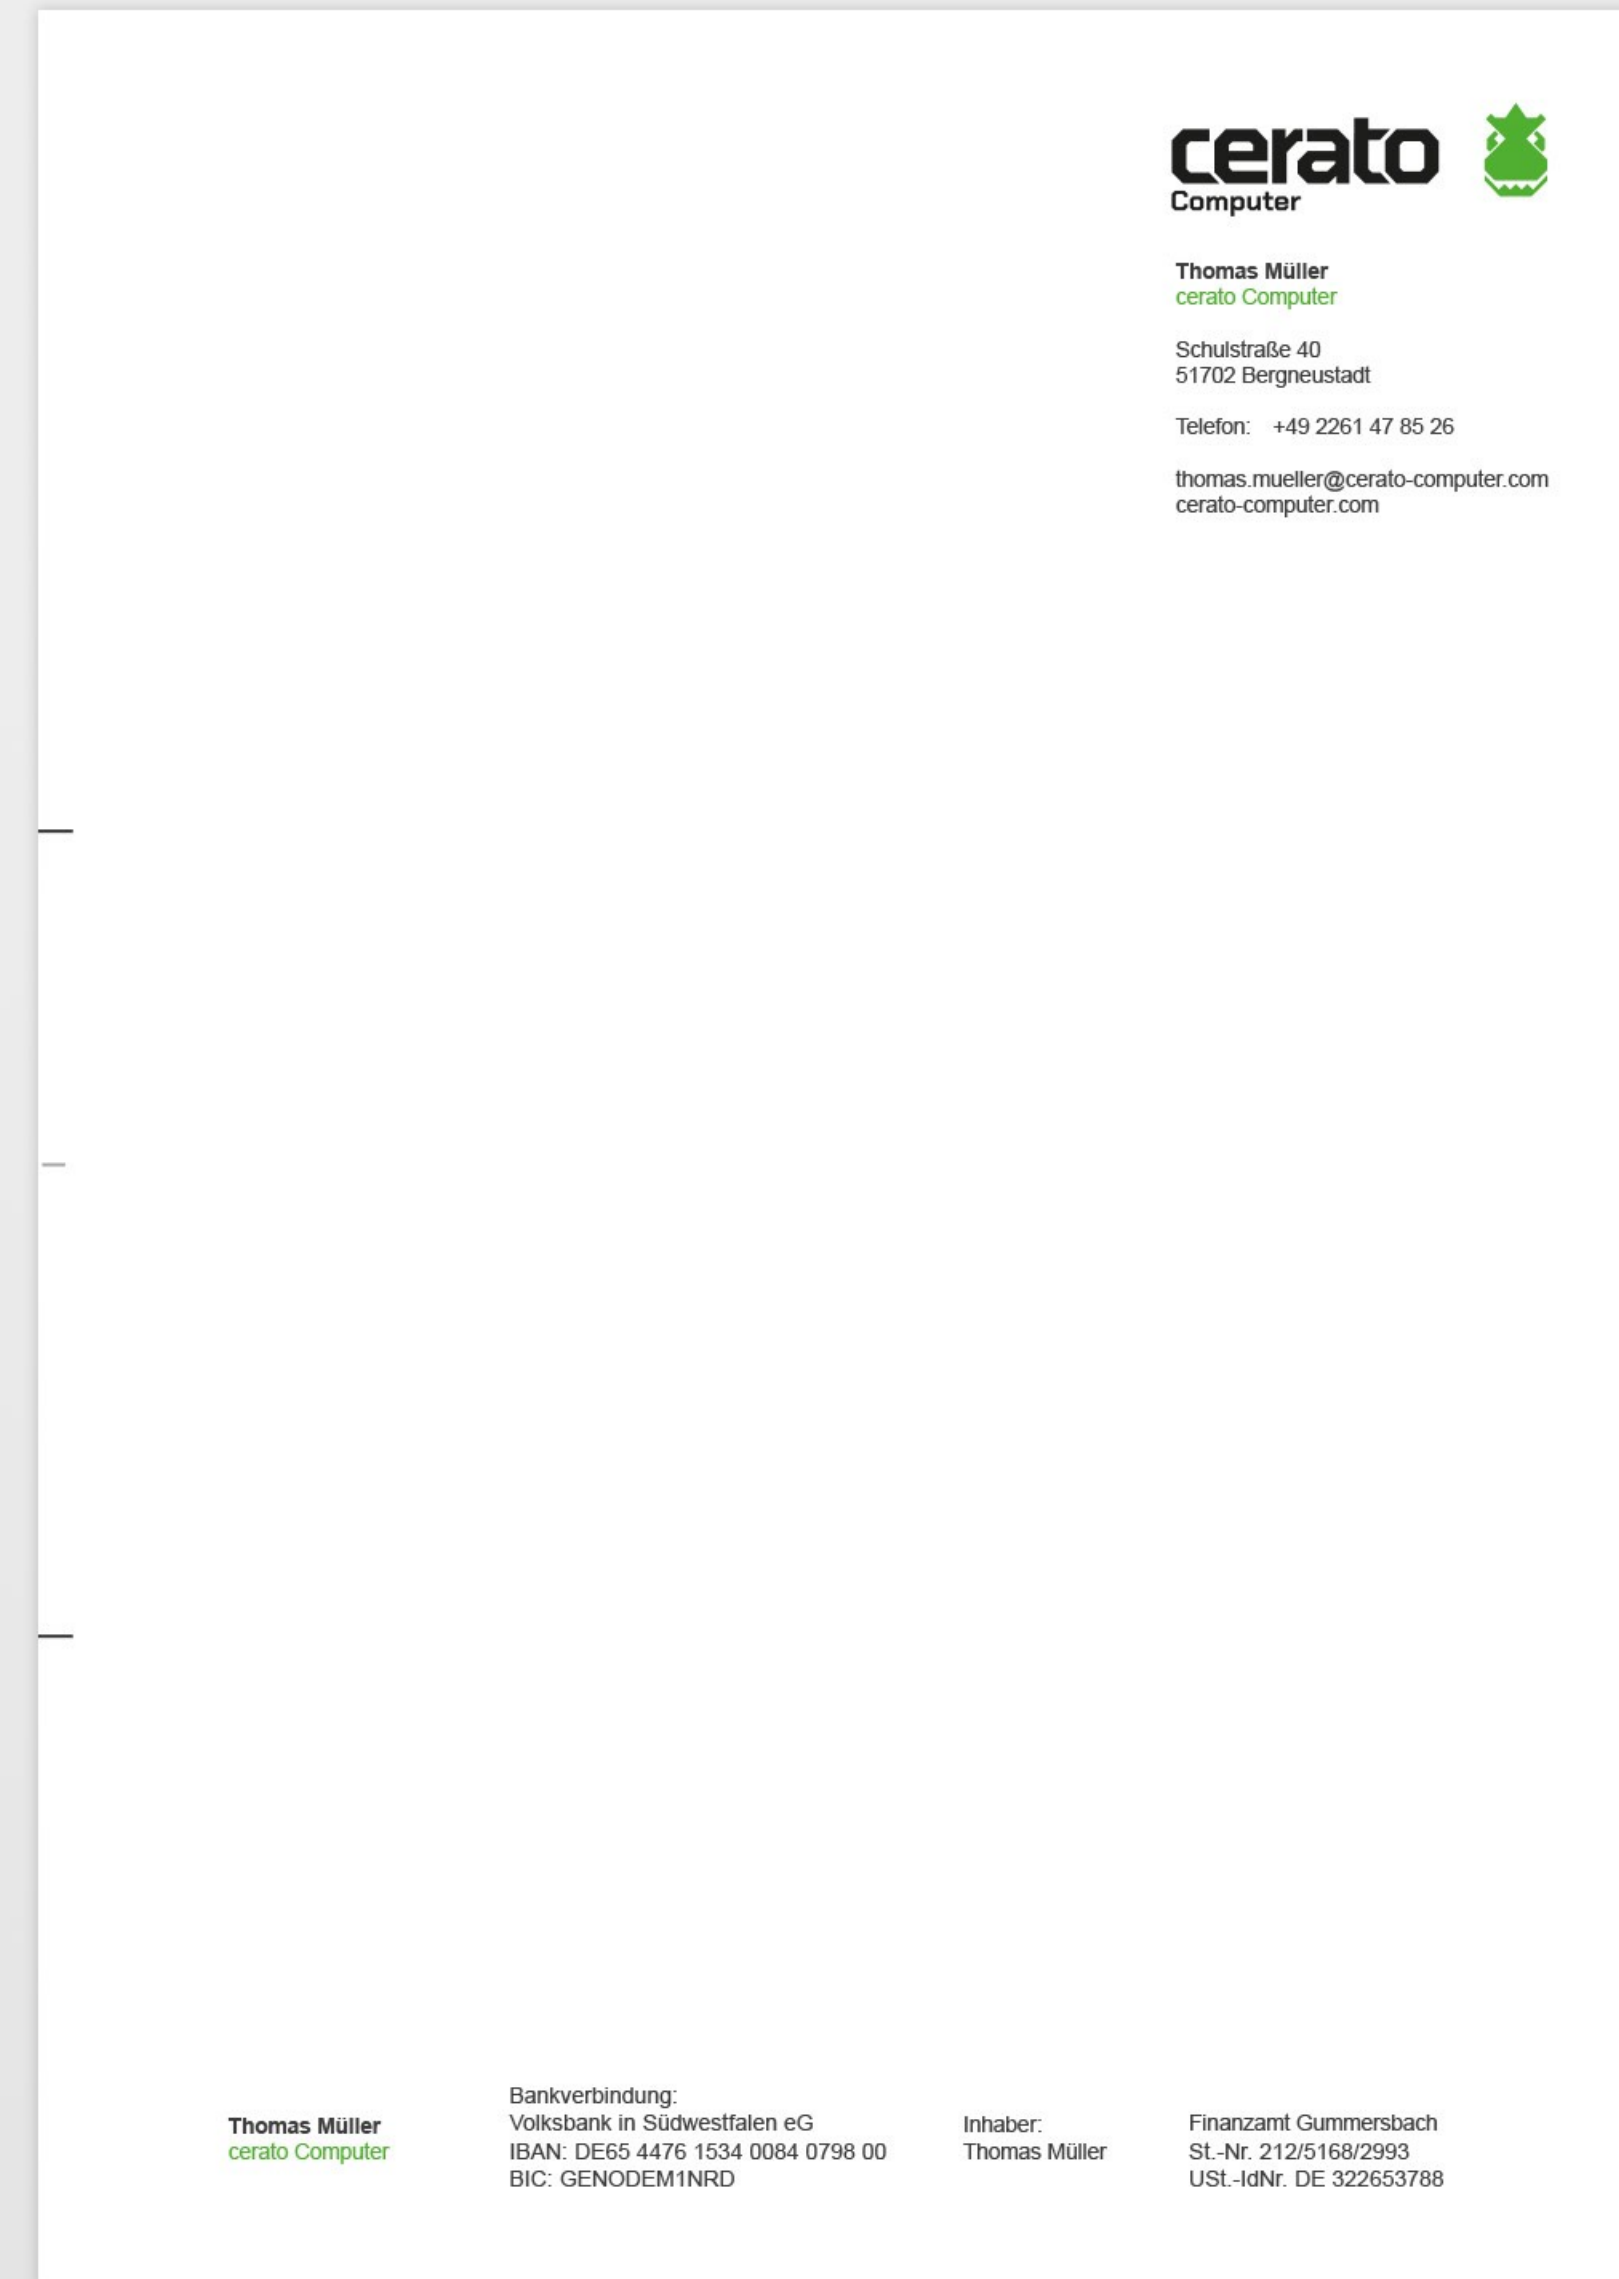 cerato
Computer
Thomas Müller
cerato Computer
Schulstraße 40
51702 Bergneustadt
Telefon: +49 2261 47 85 26
thomas.mueller@cerato-computer.com
cerato-computer.com
Thomas Müller
cerato Computer
Bankverbindung:
Volksbank in Südwestfalen eG
IBAN: DE65 4476 1534 0084 0798 00
BIC: GENODEM1NRD
Inhaber:
Thomas Müller
Finanzamt Gummersbach
St.-Nr. 212/5168/2993
USt.-IdNr. DE 322653788